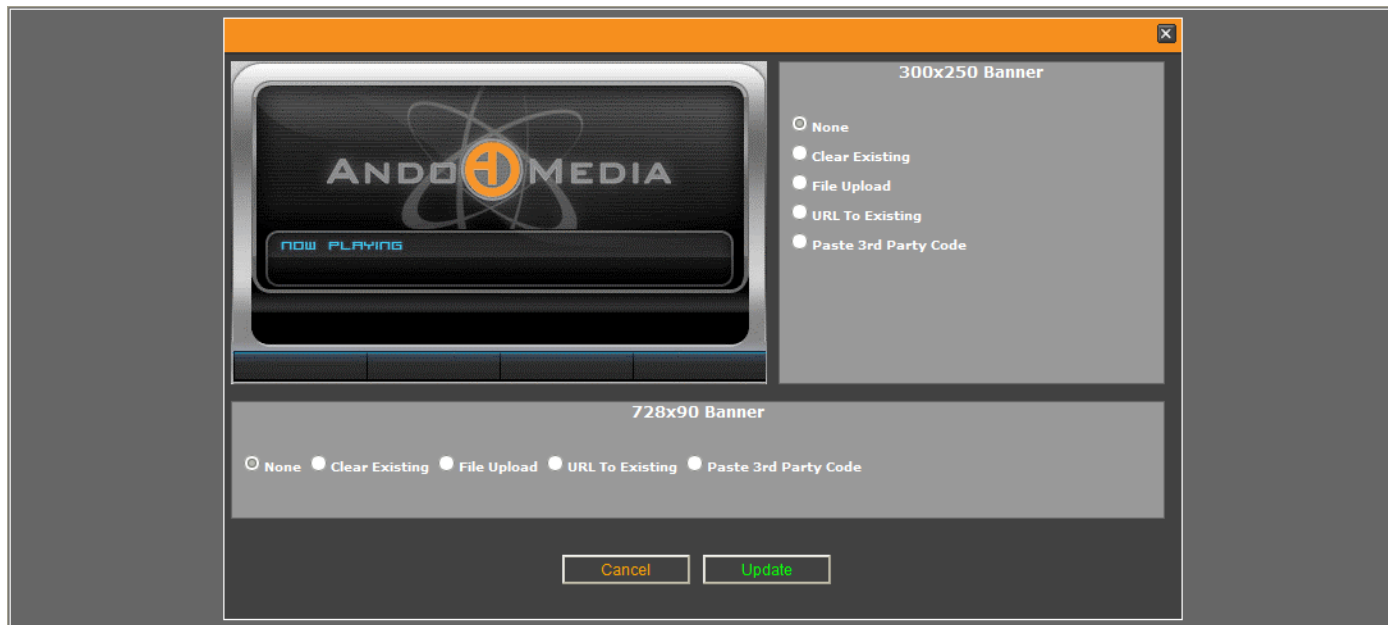 300x250 Banner
ANDO MEDIA
NOW PLAYING
None
Clear Existing
File Upload
URL To Existing
Paste 3rd Party Code
728x90 Banner
None Clear Existing File Upload URL To Existing Paste 3rd Party Code
Cancel Update